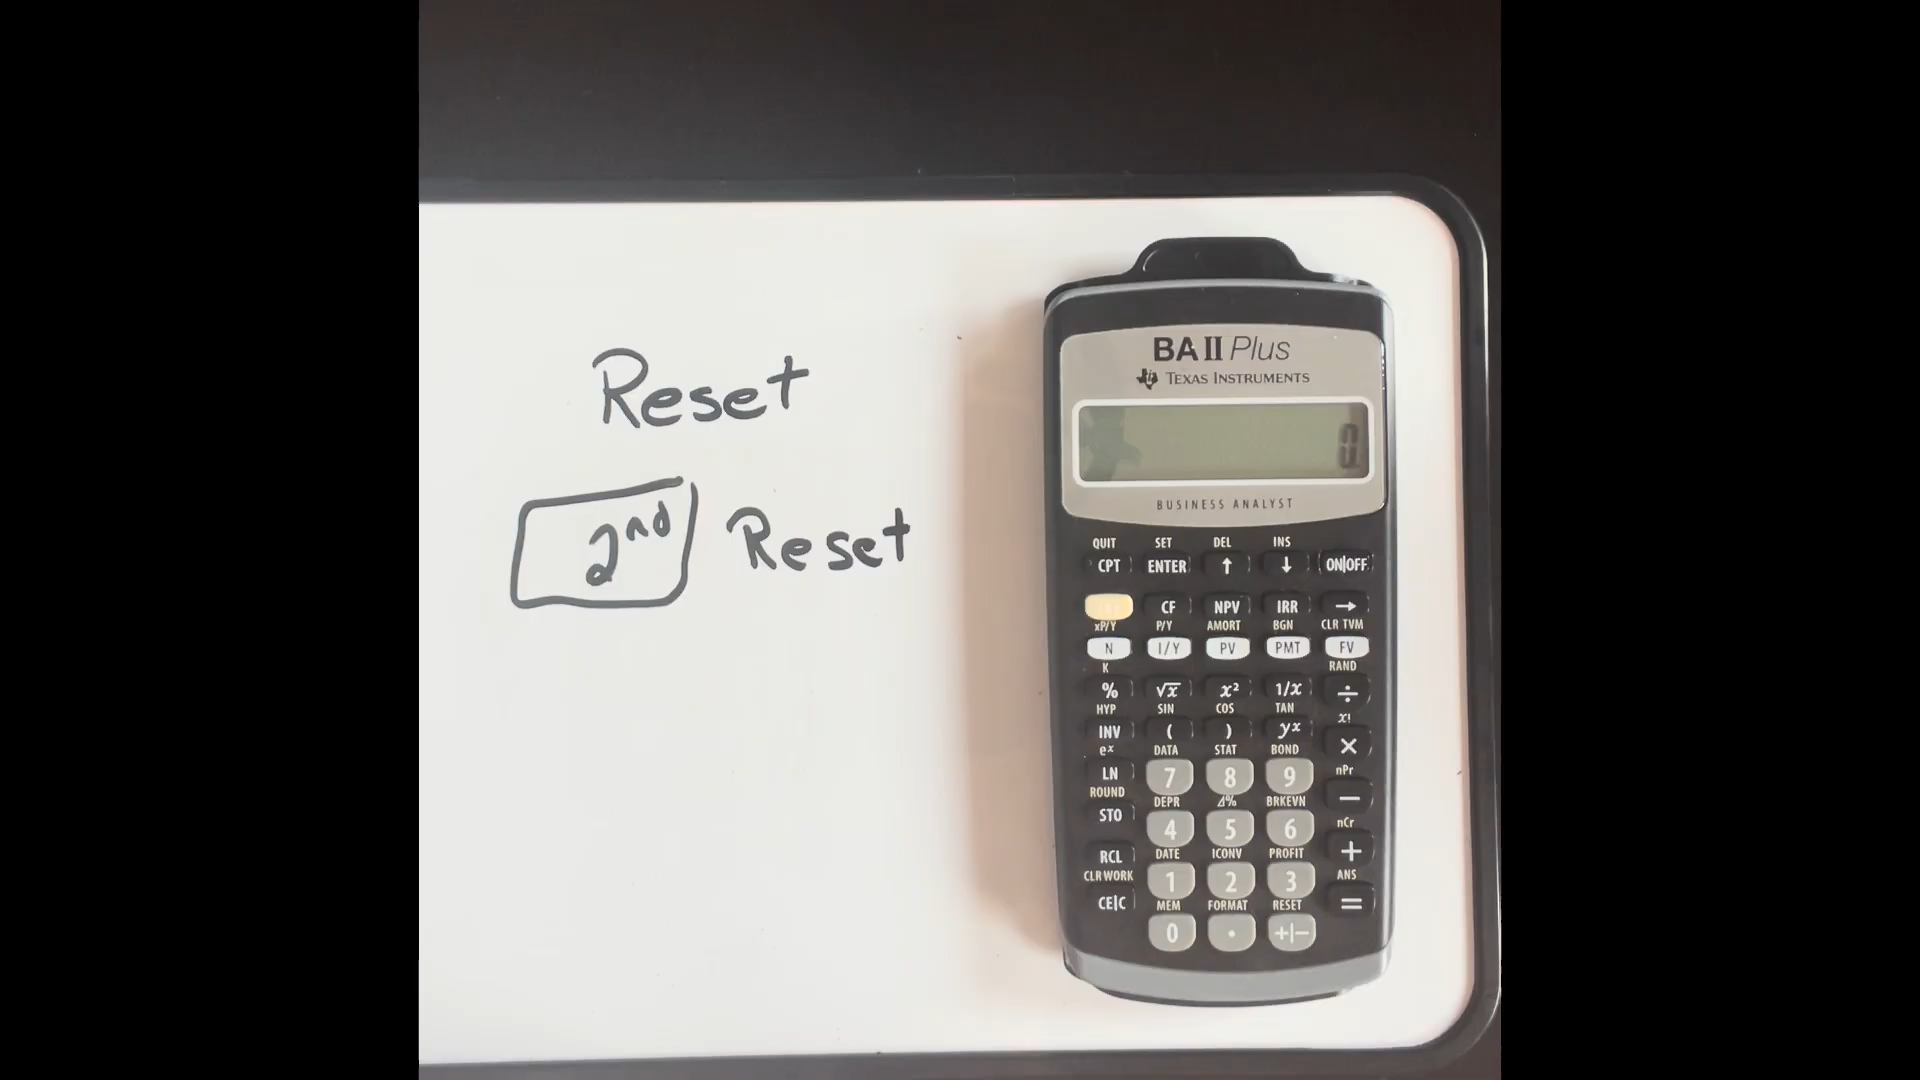 Reset
2nd Reset
BA II Plus
TEXAS INSTRUMENTS
0.
BUSINESS ANALYST
QUIT SET DEL INS
CPT ENTER ↑ ↓ ON|OFF
CF NPV IRR →
xP/Y P/Y AMORT BGN CLR TVM
N I/Y PV PMT FV
K RAND
% √x x² 1/x ÷
HYP SIN COS TAN x!
INV ( ) yˣ ×
eˣ DATA STAT BOND nPr
LN 7 8 9 −
ROUND DEPR Δ% BRKEVN nCr
STO 4 5 6 +
DATE ICONV PROFIT ANS
RCL 1 2 3 =
CLR WORK MEM FORMAT RESET
CE|C 0 . +|−